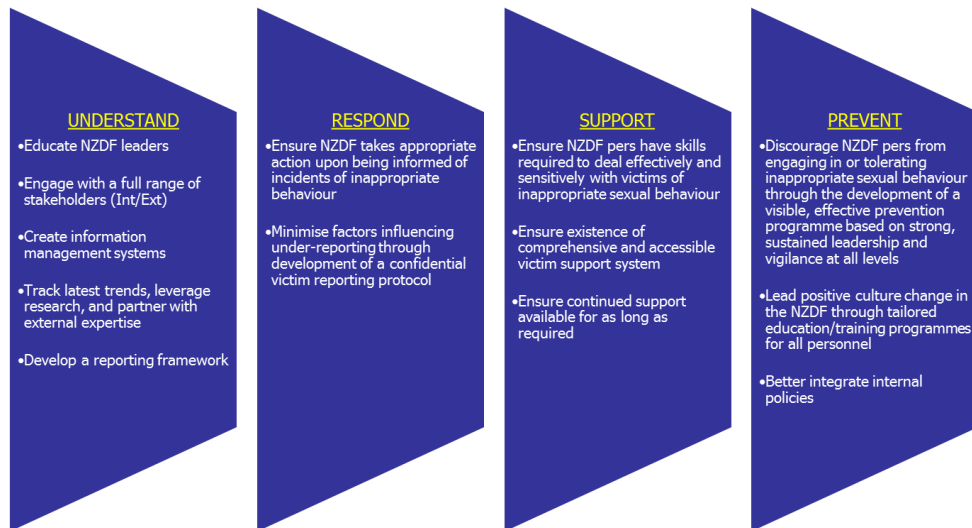 UNDERSTAND
•Educate NZDF leaders
•Engage with a full range of
stakeholders (Int/Ext)
•Create information
management systems
•Track latest trends, leverage
research, and partner with
external expertise
•Develop a reporting framework
RESPOND
•Ensure NZDF takes appropriate
action upon being informed of
incidents of inappropriate
behaviour
•Minimise factors influencing
under-reporting through
development of a confidential
victim reporting protocol
SUPPORT
•Ensure NZDF pers have skills
required to deal effectively and
sensitively with victims of
inappropriate sexual behaviour
•Ensure existence of
comprehensive and accessible
victim support system
•Ensure continued support
available for as long as
required
PREVENT
•Discourage NZDF pers from
engaging in or tolerating
inappropriate sexual behaviour
through the development of a
visible, effective prevention
programme based on strong,
sustained leadership and
vigilance at all levels
•Lead positive culture change in
the NZDF through tailored
education/training programmes
for all personnel
•Better integrate internal
policies